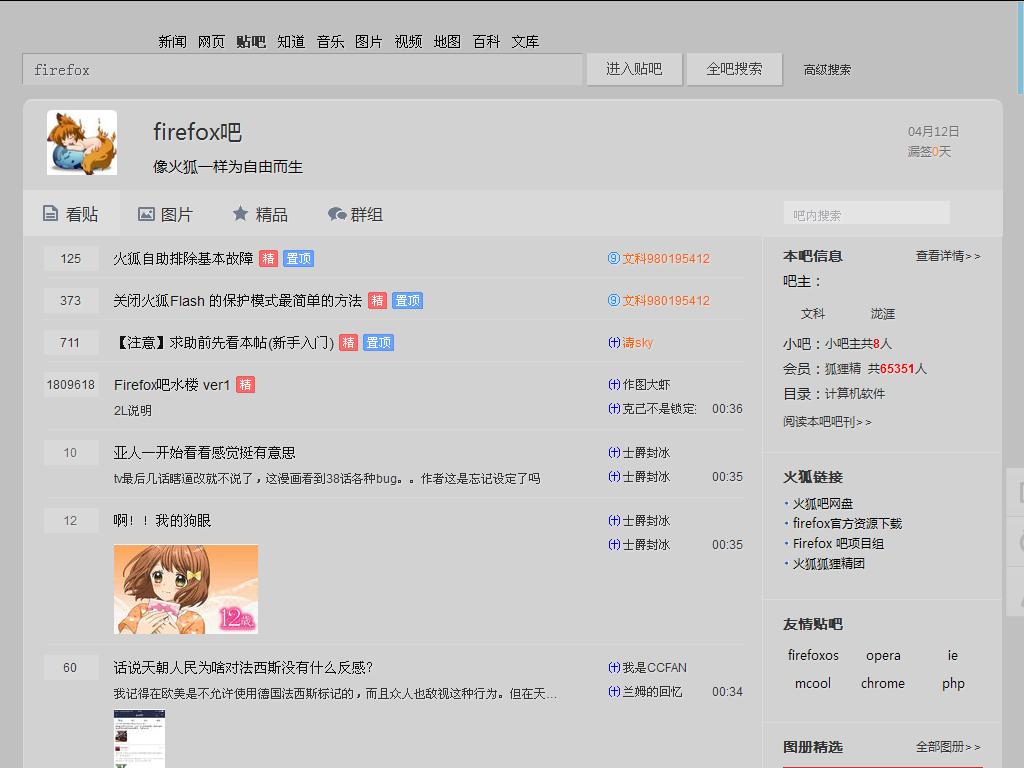 新闻 网页 贴吧 知道 音乐 图片 视频 地图 百科 文库
firefox 进入贴吧 全吧搜索 高级搜索
firefox吧
像火狐一样为自由而生
04月12日
漏签0天
看贴 图片 精品 群组 吧内搜索
125 火狐自助排除基本故障 精 置顶 文科980195412
373 关闭火狐Flash 的保护模式最简单的方法 精 置顶 文科980195412
711 【注意】求助前先看本帖(新手入门) 精 置顶 请sky
1809618 Firefox吧水楼 ver1 精 作图大虾
2L说明 克己不是锁定 00:36
10 亚人一开始看看感觉挺有意思 士爵封冰
tv最后几话瞎逼改就不说了，这漫画看到38话各种bug。。作者这是忘记设定了吗 士爵封冰 00:35
12 啊！！我的狗眼 士爵封冰
士爵封冰 00:35
12歳
60 话说天朝人民为啥对法西斯没有什么反感? 我是CCFAN
我记得在欧美是不允许使用德国法西斯标记的，而且众人也敌视这种行为。但在天... 兰姆的回忆 00:34
本吧信息 查看详情>>
吧主：
文科 泷涯
小吧：小吧主共8人
会员：狐狸精 共65351人
目录：计算机软件
阅读本吧吧刊>>
火狐链接
·火狐吧网盘
·firefox官方资源下载
·Firefox 吧项目组
·火狐狐狸精团
友情贴吧
firefoxos opera ie
mcool chrome php
图册精选 全部图册>>